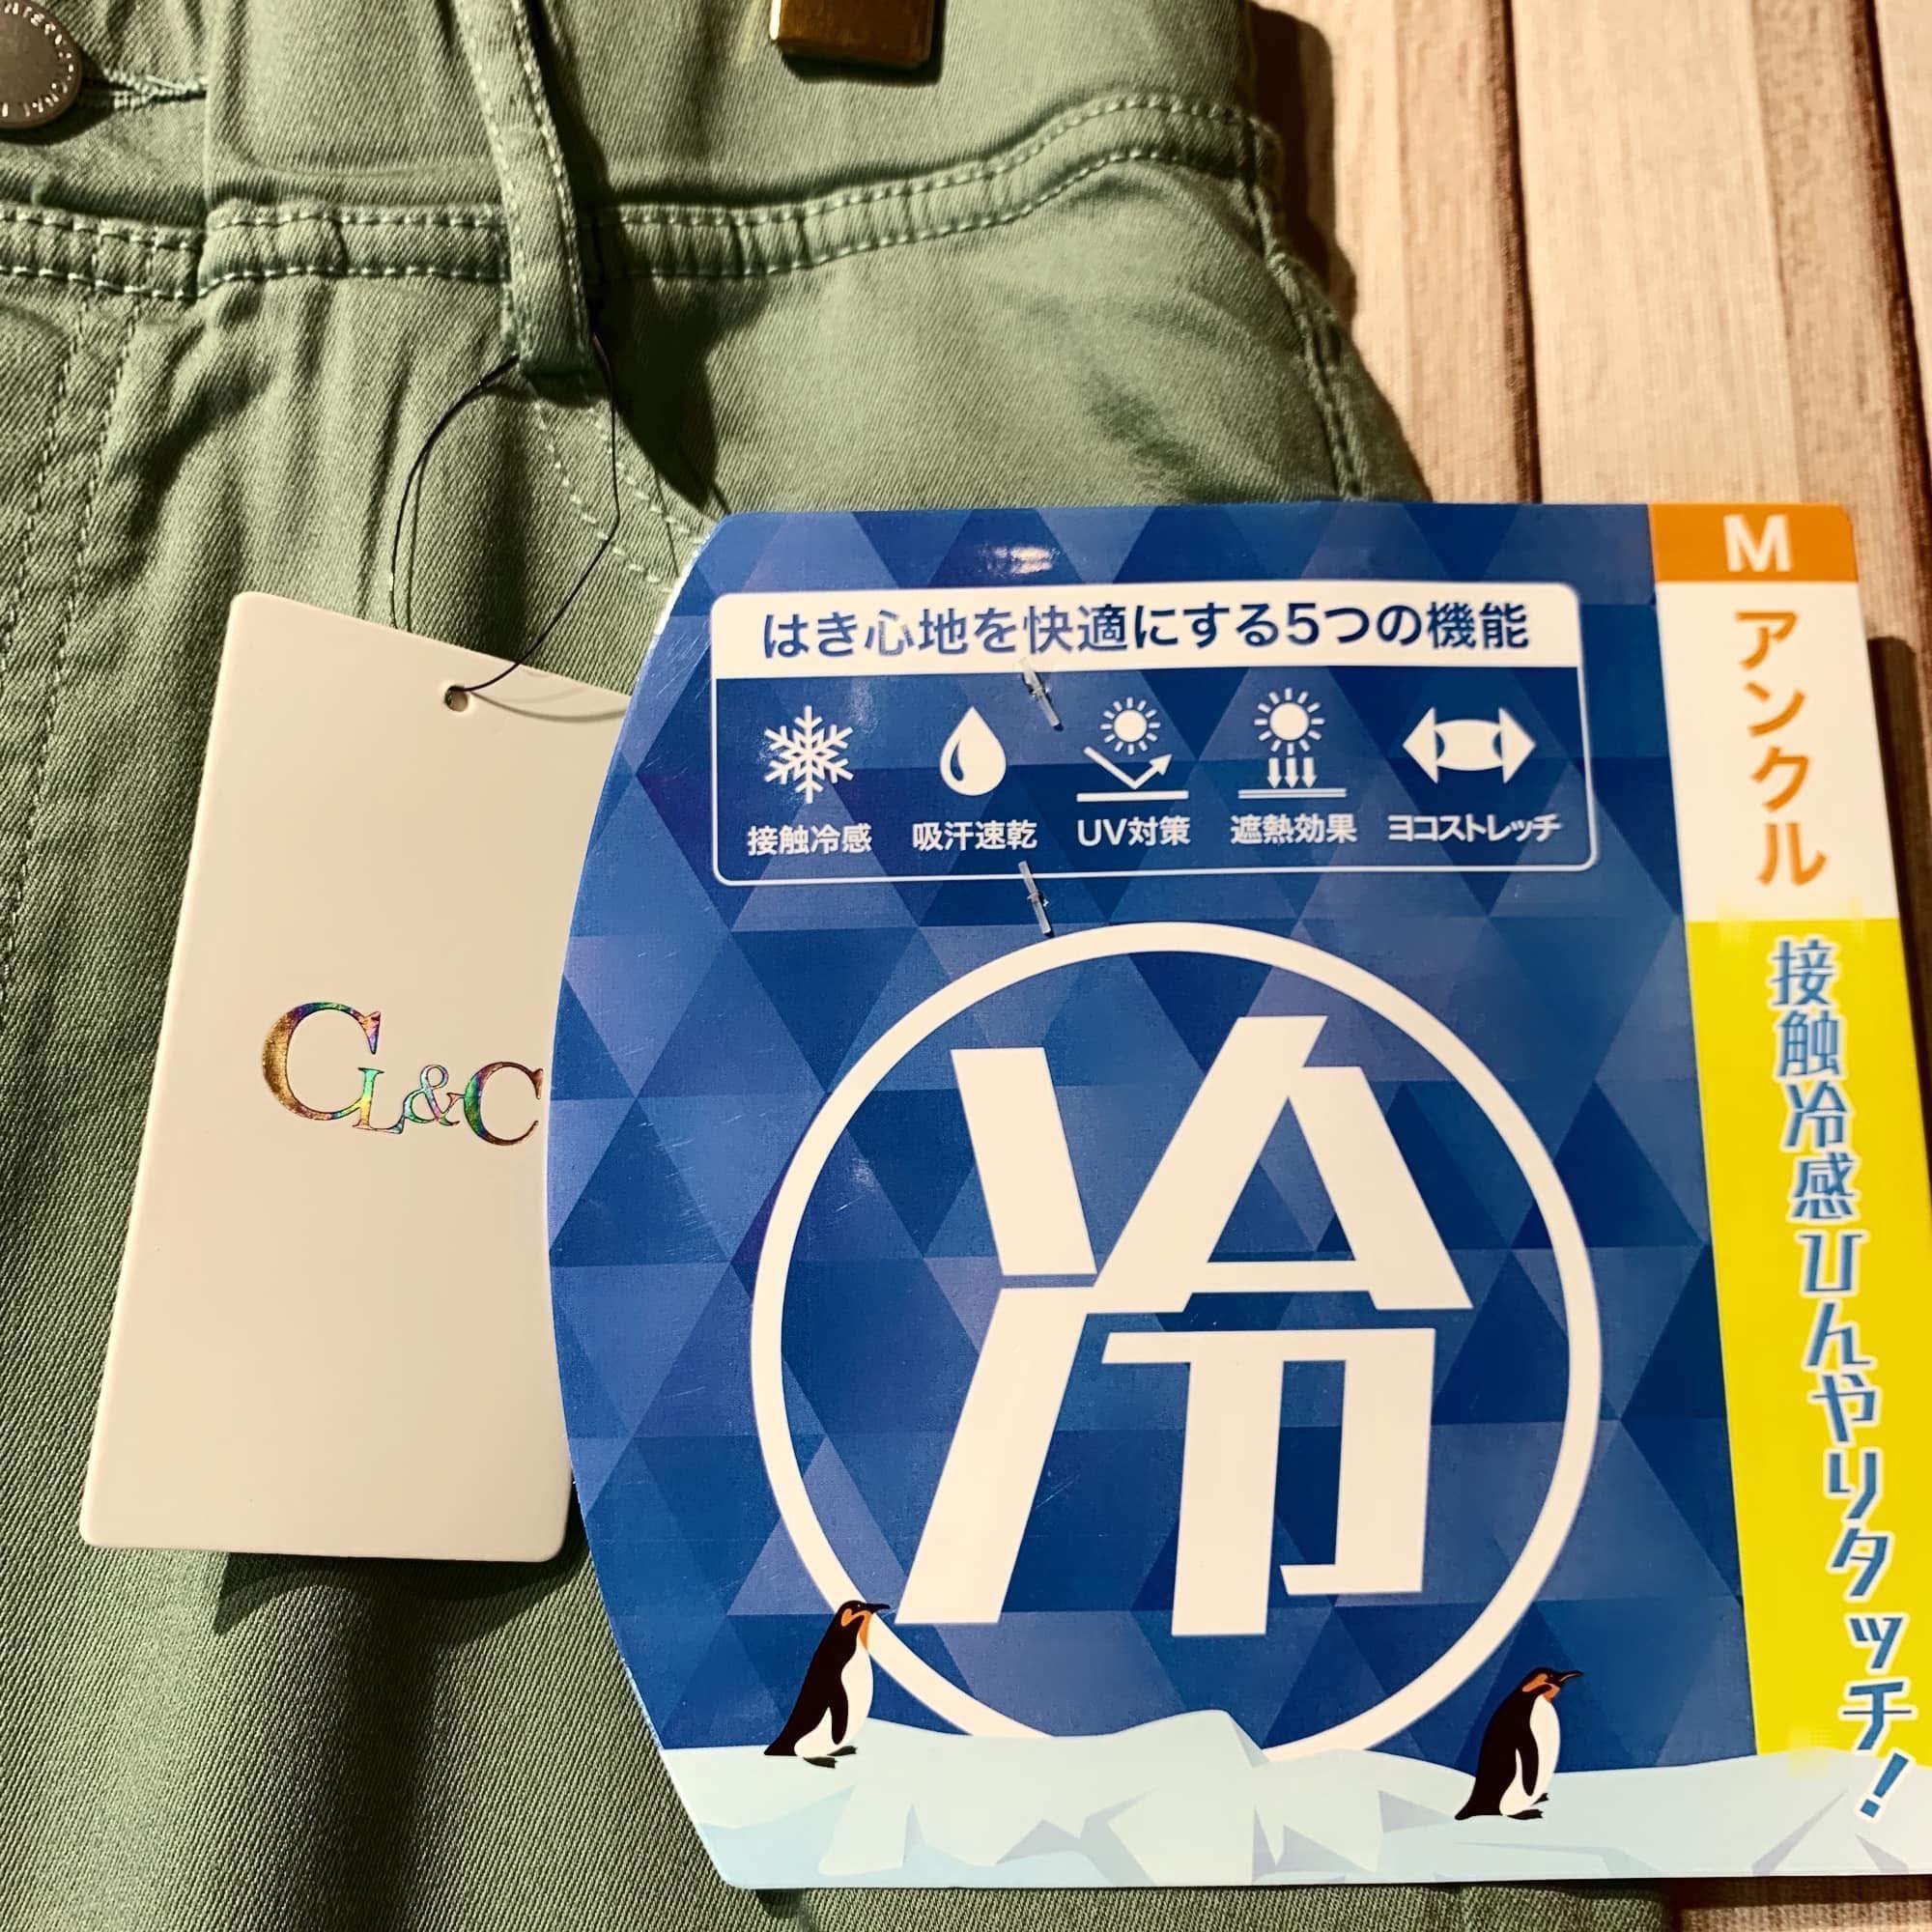 GL&C
M
アンクル
はき心地を快適にする5つの機能
接触冷感 吸汗速乾 UV対策 遮熱効果 ヨコストレッチ
冷
接触冷感ひんやりタッチ!